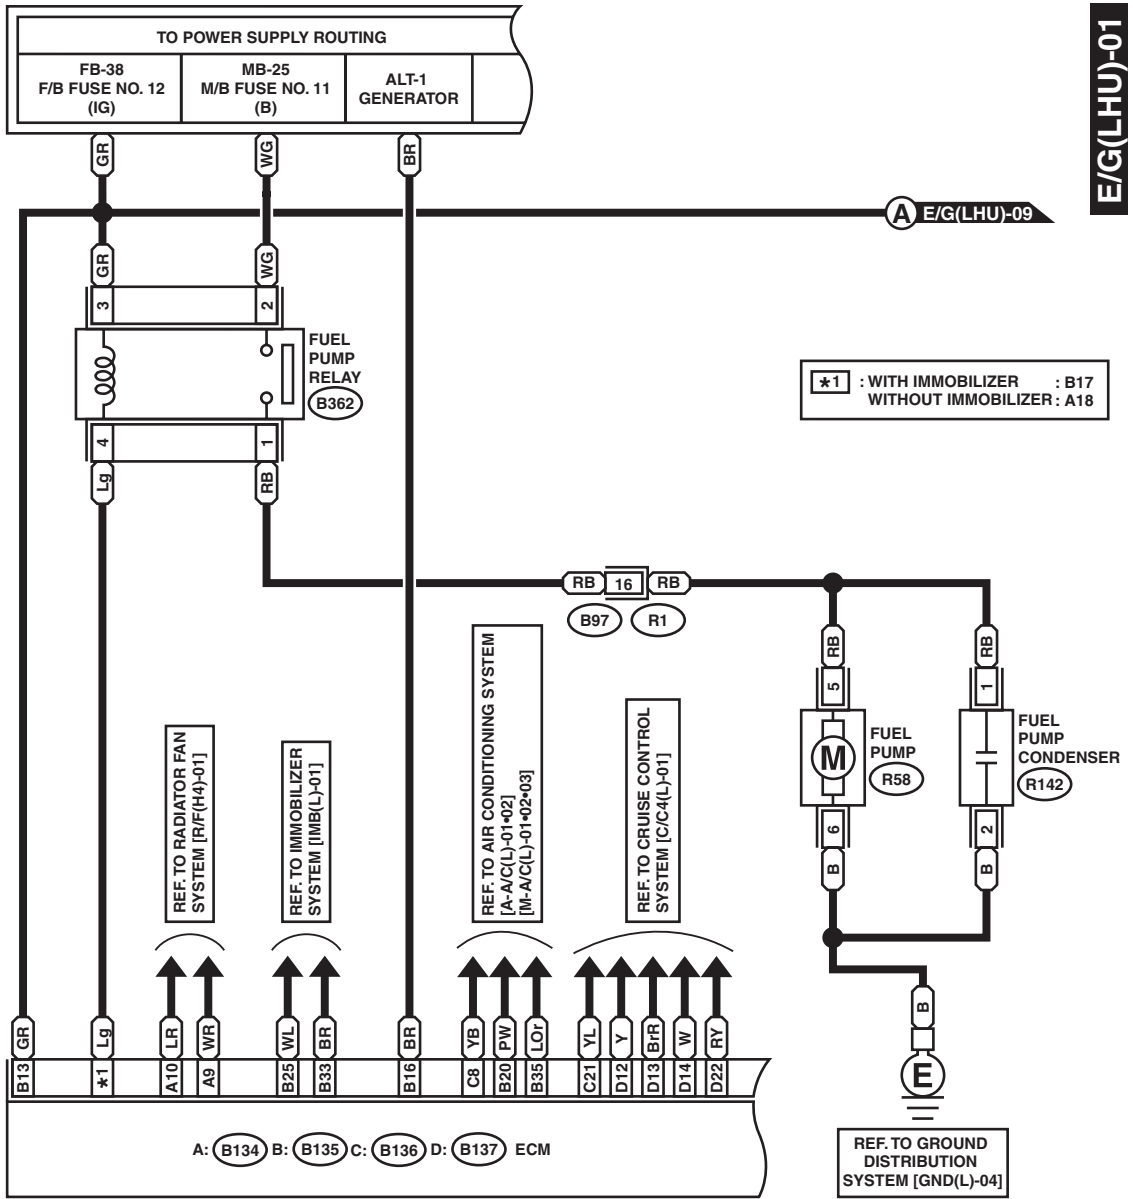 E/G(LHU)-01
TO POWER SUPPLY ROUTING
FB-38
F/B FUSE NO. 12
(IG)
MB-25
M/B FUSE NO. 11
(B)
ALT-1
GENERATOR
GR
WG
BR
A
E/G(LHU)-09
GR
WG
3
2
FUEL
PUMP
RELAY
B362
4
1
Lg
RB
*1 : WITH IMMOBILIZER : B17
WITHOUT IMMOBILIZER : A18
RB 16 RB
B97 R1
RB
RB
5
1
M
FUEL
PUMP
R58
FUEL
PUMP
CONDENSER
R142
6
2
B
B
REF. TO RADIATOR FAN
SYSTEM [R/F(H4)-01]
REF. TO IMMOBILIZER
SYSTEM [IMB(L)-01]
REF. TO AIR CONDITIONING SYSTEM
[A-A/C(L)-01•02]
[M-A/C(L)-01•02•03]
REF. TO CRUISE CONTROL
SYSTEM [C/C4(L)-01]
B
E
GR Lg LR WR WL BR BR YB PW LOr YL Y BrR W RY
B13 *1 A10 A9 B25 B33 B16 C8 B20 B35 C21 D12 D13 D14 D22
A: B134 B: B135 C: B136 D: B137 ECM
REF. TO GROUND
DISTRIBUTION
SYSTEM [GND(L)-04]